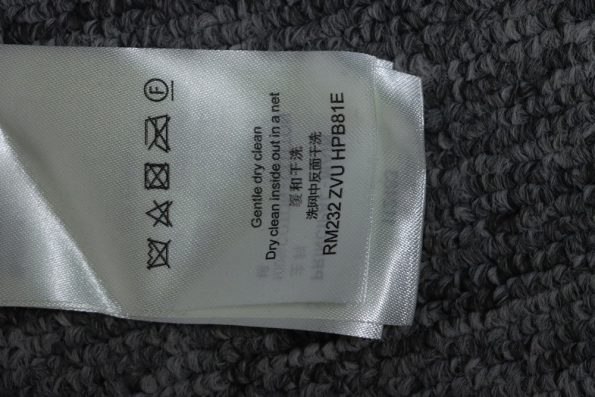 Gentle dry clean
Dry clean inside out in a net
缓和干洗
洗网中反面干洗
RM232 ZVU HPB81E
F